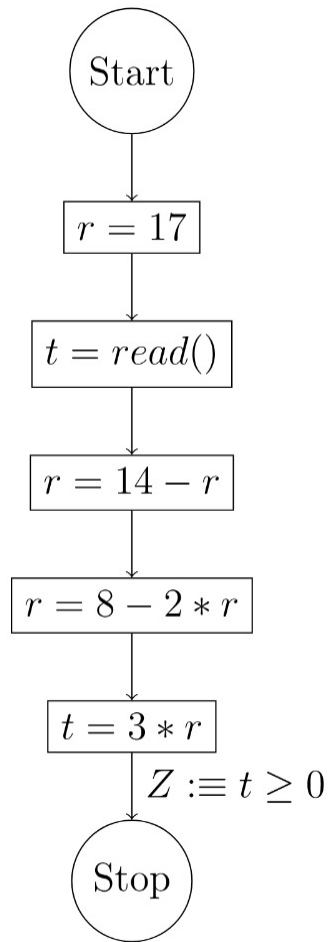 Start
r = 17
t = read()
r = 14 − r
r = 8 − 2 ∗ r
t = 3 ∗ r
Z :≡ t ≥ 0
Stop